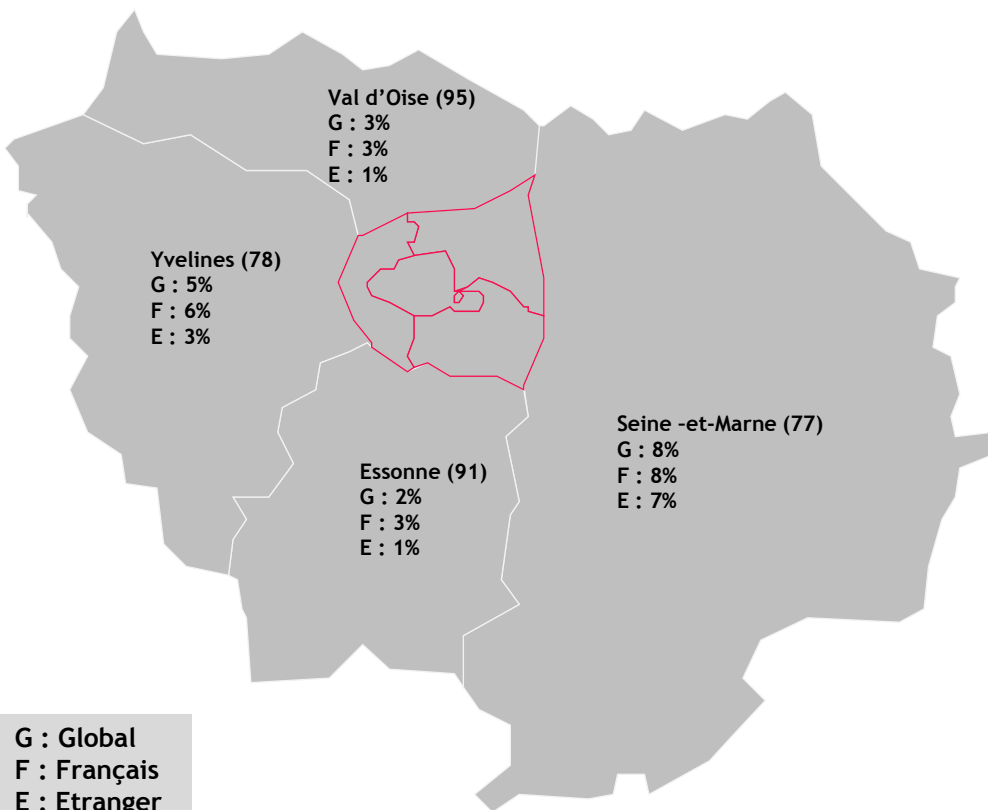 Val d’Oise (95)
G : 3%
F : 3%
E : 1%
Yvelines (78)
G : 5%
F : 6%
E : 3%
Seine -et-Marne (77)
G : 8%
F : 8%
E : 7%
Essonne (91)
G : 2%
F : 3%
E : 1%
G : Global
F : Français
E : Etranger